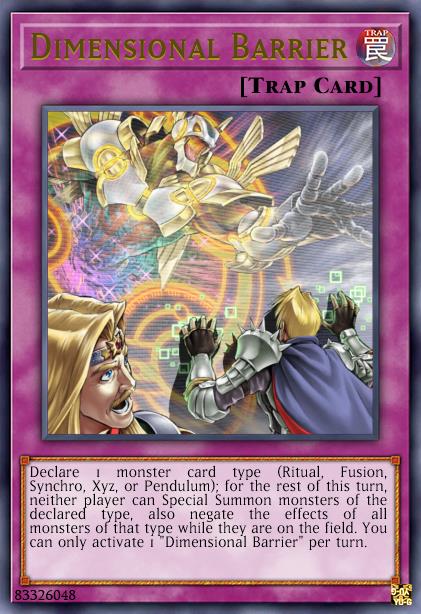 DIMENSIONAL BARRIER
TRAP
罠
[TRAP CARD]
Declare 1 monster card type (Ritual, Fusion,
Synchro, Xyz, or Pendulum); for the rest of this turn,
neither player can Special Summon monsters of the
declared type, also negate the effects of all
monsters of that type while they are on the field. You
can only activate 1 "Dimensional Barrier" per turn.
83326048